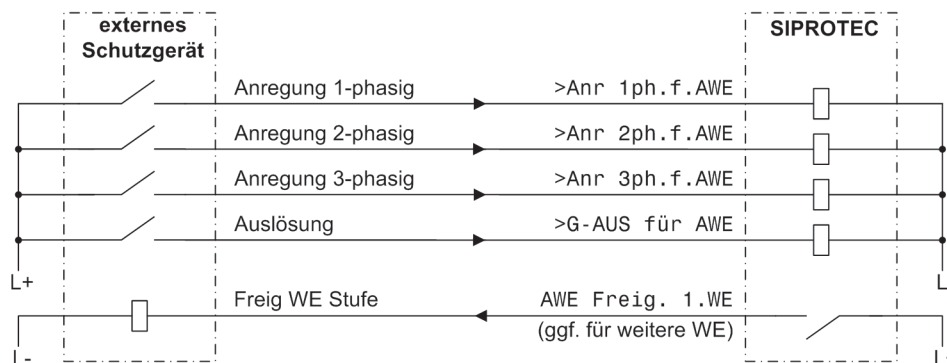 externes
Schutzgerät
SIPROTEC
Anregung 1-phasig >Anr 1ph.f.AWE
Anregung 2-phasig >Anr 2ph.f.AWE
Anregung 3-phasig >Anr 3ph.f.AWE
Auslösung >G-AUS für AWE
L+ L
Freig WE Stufe AWE Freig. 1.WE
(ggf. für weitere WE)
L- L